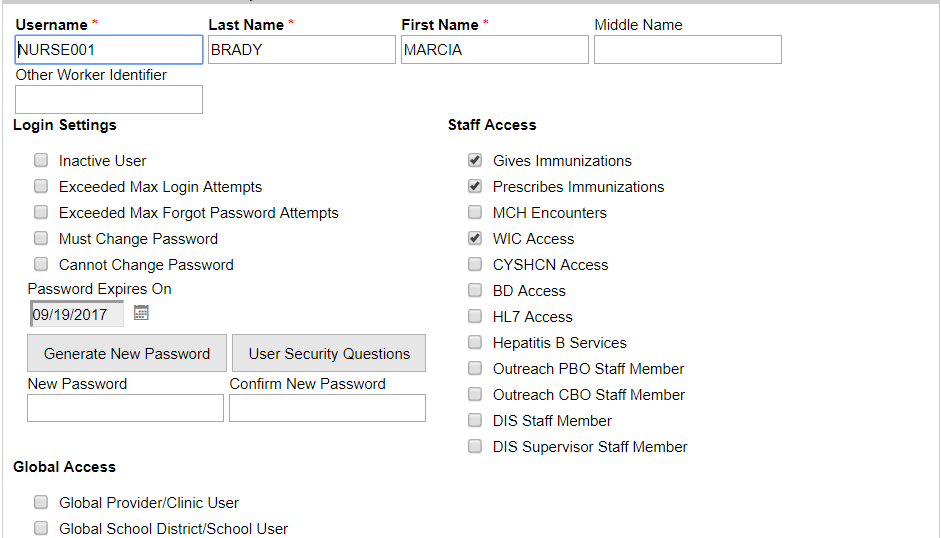 Username * Last Name * First Name * Middle Name
NURSE001 BRADY MARCIA
Other Worker Identifier
Login Settings
Inactive User
Exceeded Max Login Attempts
Exceeded Max Forgot Password Attempts
Must Change Password
Cannot Change Password
Password Expires On
09/19/2017
Generate New Password User Security Questions
New Password Confirm New Password
Staff Access
Gives Immunizations
Prescribes Immunizations
MCH Encounters
WIC Access
CYSHCN Access
BD Access
HL7 Access
Hepatitis B Services
Outreach PBO Staff Member
Outreach CBO Staff Member
DIS Staff Member
DIS Supervisor Staff Member
Global Access
Global Provider/Clinic User
Global School District/School User